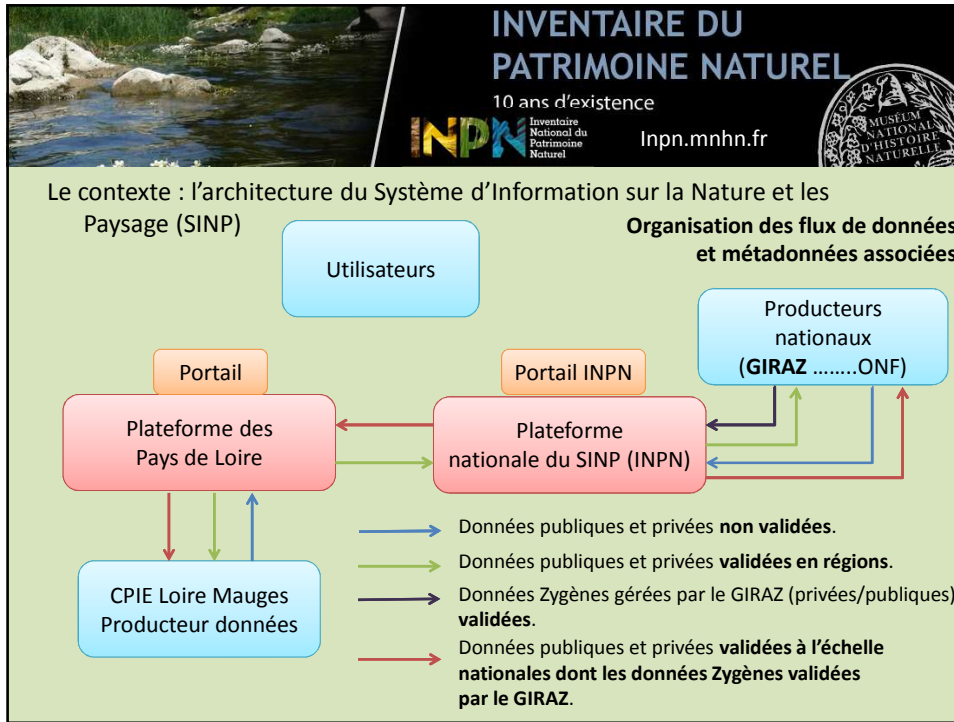 INVENTAIRE DU
PATRIMOINE NATUREL
10 ans d'existence
INPN
Inventaire
National du
Patrimoine
Naturel
Inpn.mnhn.fr
MUSÉUM
NATIONAL
D'HISTOIRE
NATURELLE
Le contexte : l'architecture du Système d'Information sur la Nature et les
Paysage (SINP)
Organisation des flux de données
et métadonnées associées
Utilisateurs
Producteurs
nationaux
(GIRAZ ........ONF)
Portail
Portail INPN
Plateforme des
Pays de Loire
Plateforme
nationale du SINP (INPN)
CPIE Loire Mauges
Producteur données
Données publiques et privées non validées.
Données publiques et privées validées en régions.
Données Zygènes gérées par le GIRAZ (privées/publiques)
validées.
Données publiques et privées validées à l'échelle
nationales dont les données Zygènes validées
par le GIRAZ.